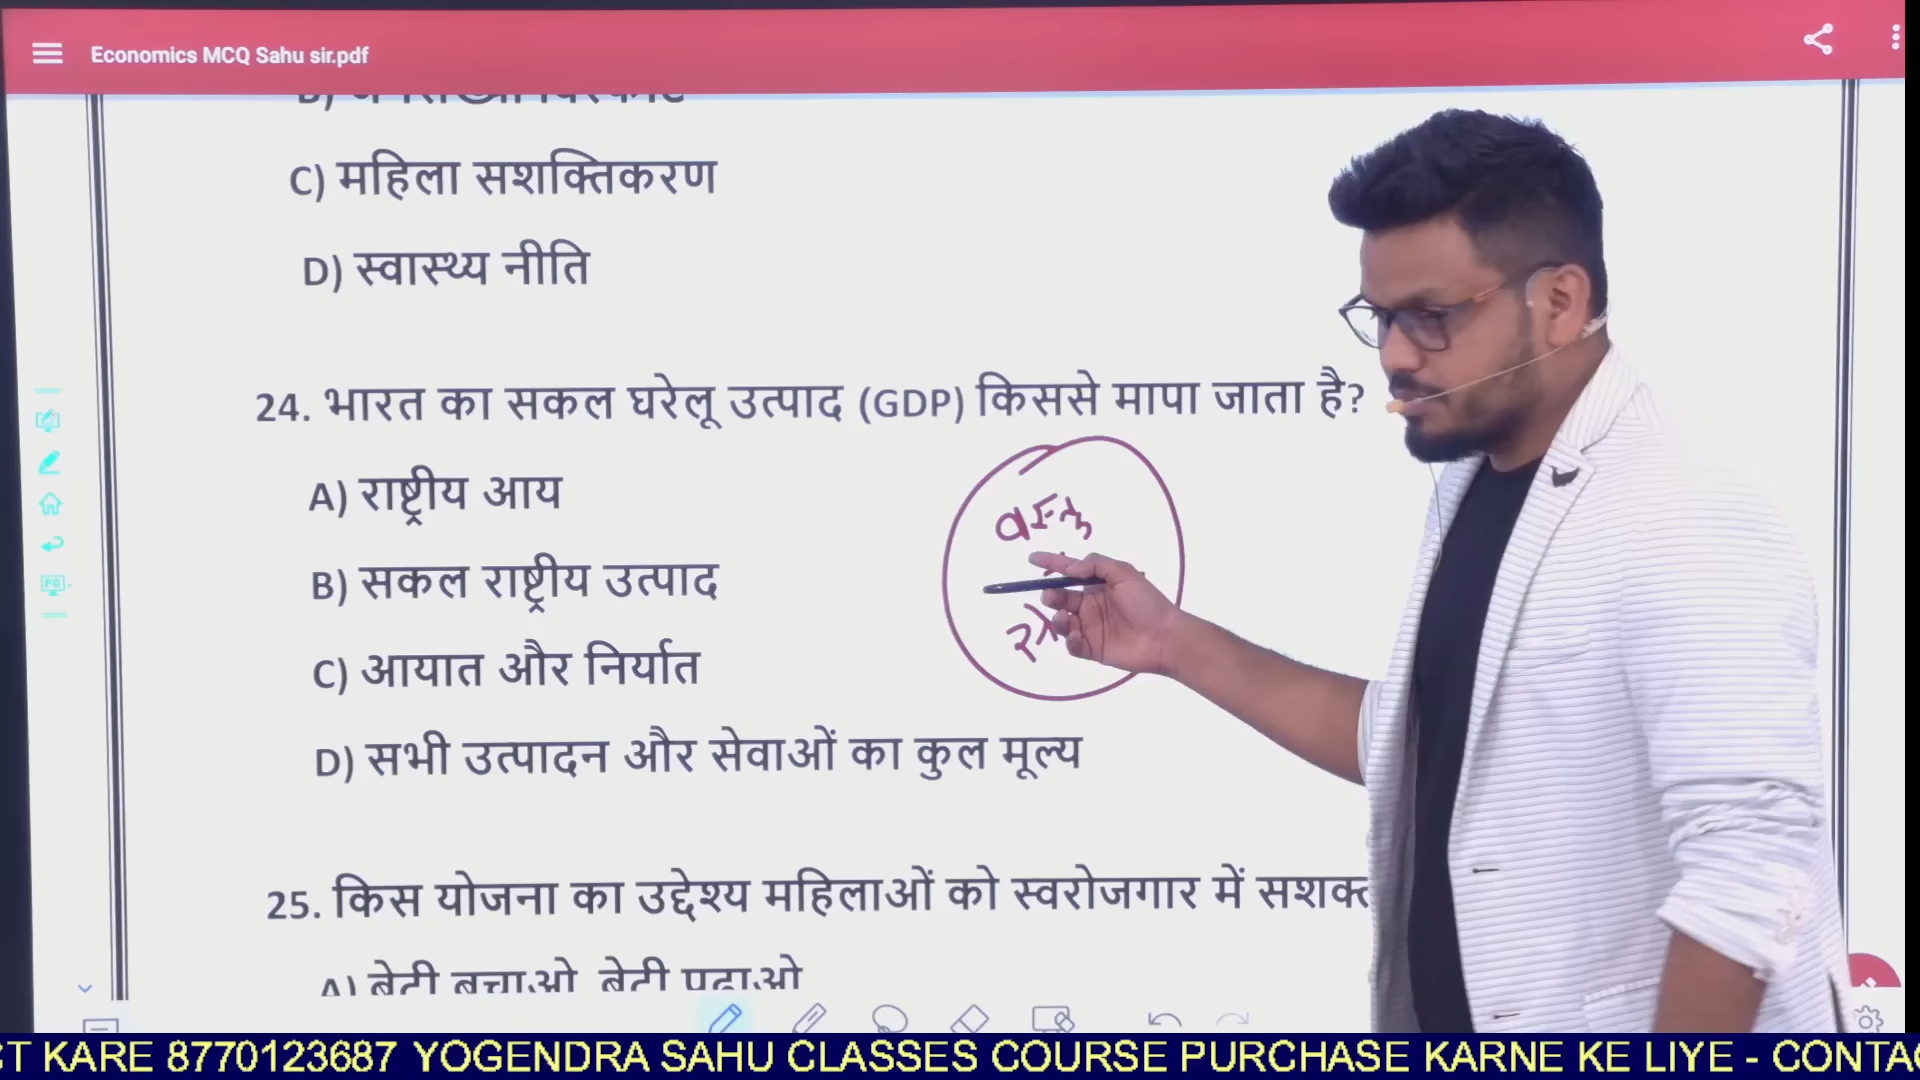 Economics MCQ Sahu sir.pdf
C) महिला सशक्तिकरण
D) स्वास्थ्य नीति
24. भारत का सकल घरेलू उत्पाद (GDP) किससे मापा जाता है?
A) राष्ट्रीय आय
B) सकल राष्ट्रीय उत्पाद
C) आयात और निर्यात
D) सभी उत्पादन और सेवाओं का कुल मूल्य
25. किस योजना का उद्देश्य महिलाओं को स्वरोजगार में सशक्त
A) बेटी बचाओ बेटी पढ़ाओ
CT KARE 8770123687 YOGENDRA SAHU CLASSES COURSE PURCHASE KARNE KE LIYE - CONTAC